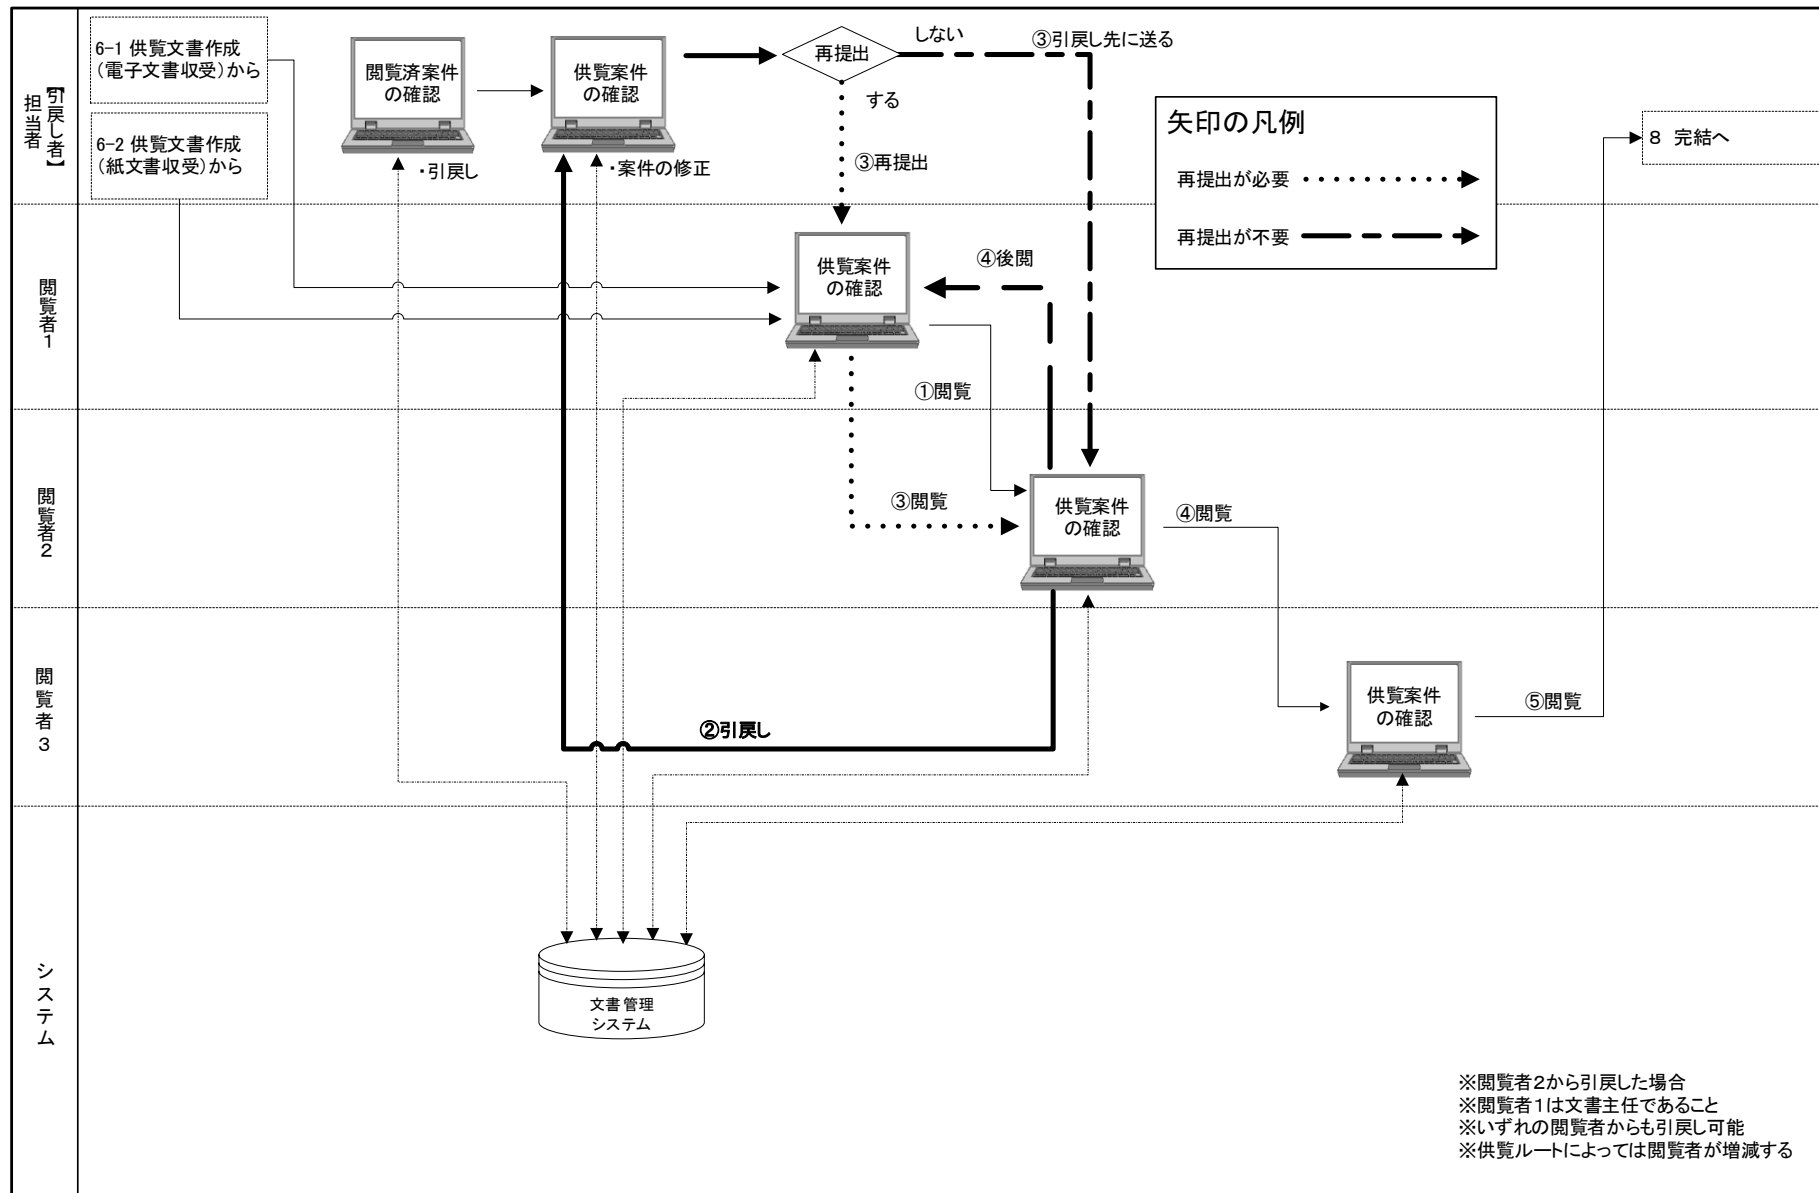 【引戻し者】
担当者
6-1 供覧文書作成
(電子文書収受)から
6-2 供覧文書作成
(紙文書収受)から
閲覧済案件
の確認
・引戻し
供覧案件
の確認
・案件の修正
再提出
しない
③引戻し先に送る
する
③再提出
矢印の凡例
再提出が必要
再提出が不要
8 完結へ
閲覧者1
供覧案件
の確認
④後閲
①閲覧
閲覧者2
③閲覧
供覧案件
の確認
④閲覧
閲覧者3
②引戻し
供覧案件
の確認
⑤閲覧
システム
文書管理
システム
※閲覧者2から引戻した場合
※閲覧者1は文書主任であること
※いずれの閲覧者からも引戻し可能
※供覧ルートによっては閲覧者が増減する